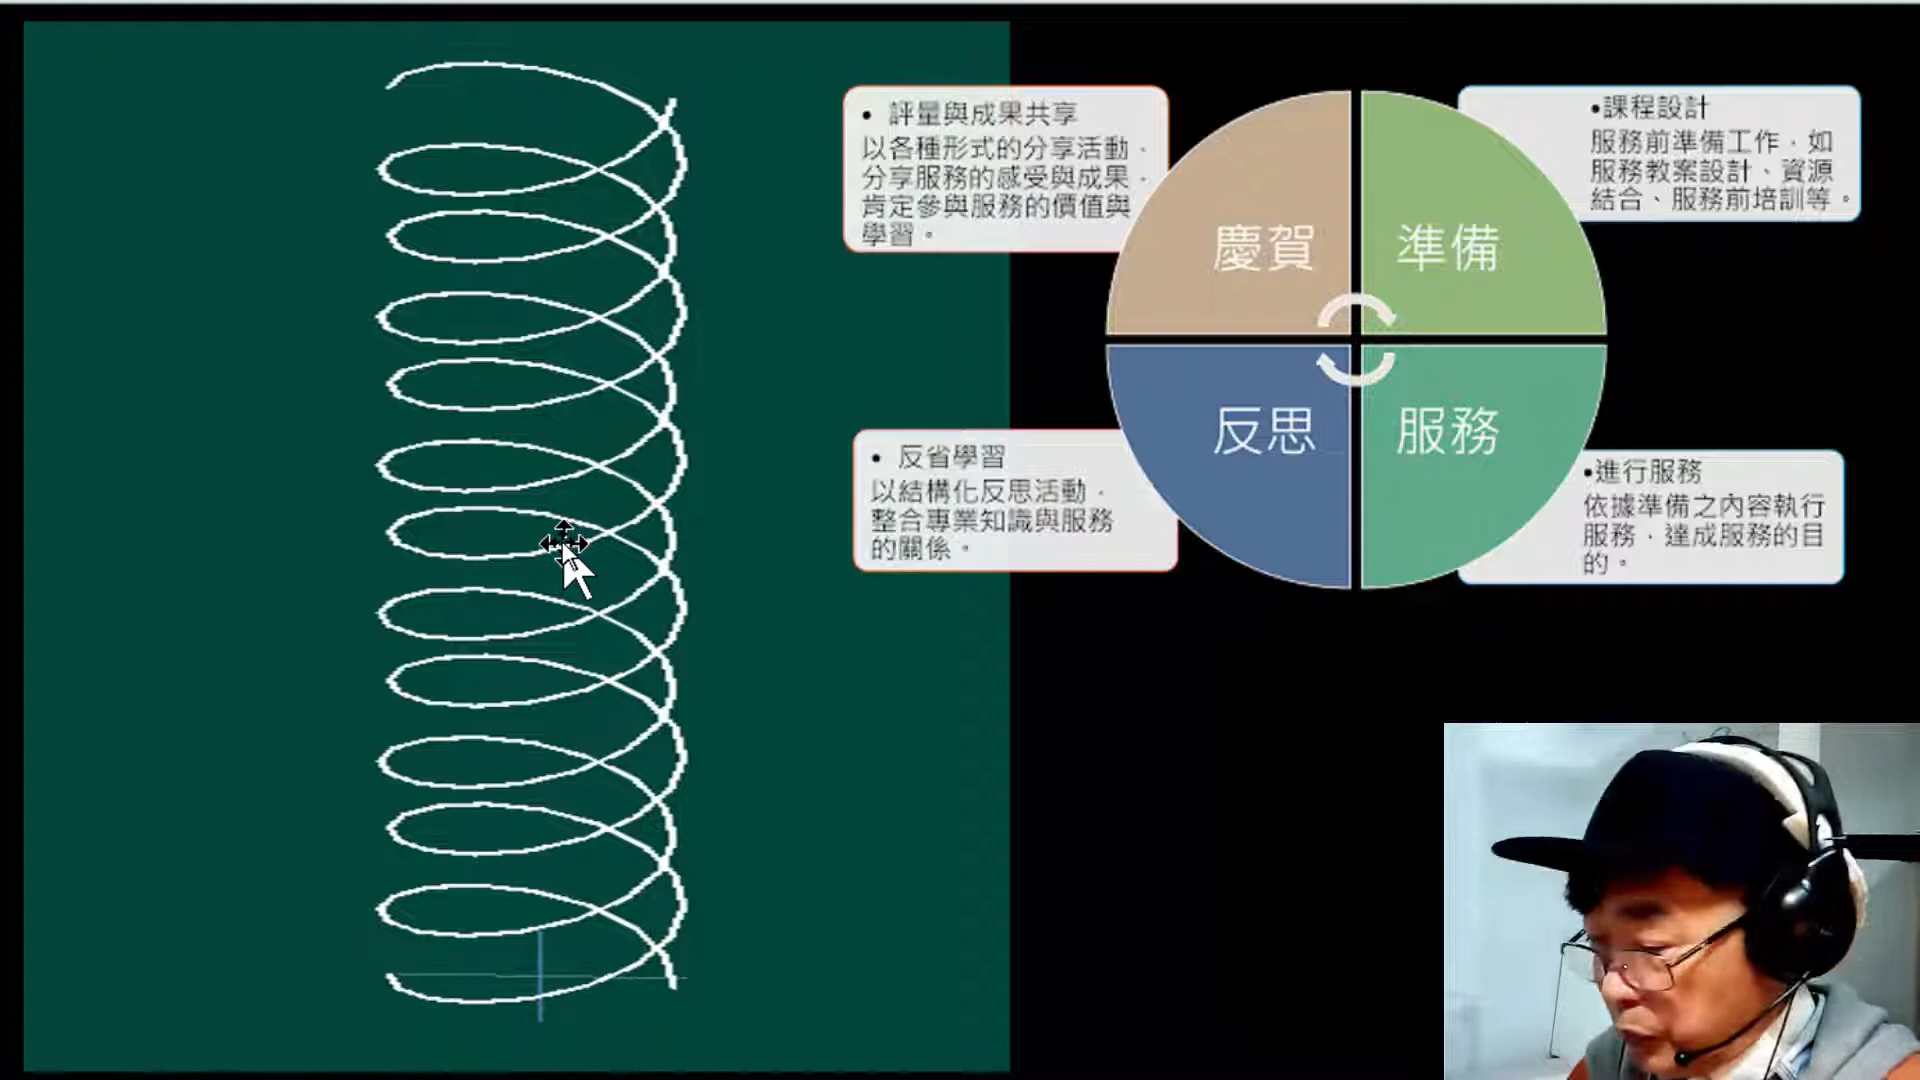 • 評量與成果共享
以各種形式的分享活動，
分享服務的感受與成果，
肯定參與服務的價值與
學習。
•課程設計
服務前準備工作，如
服務教案設計、資源
結合、服務前培訓等。
慶賀
準備
反思
服務
• 反省學習
以結構化反思活動，
整合專業知識與服務
的關係。
•進行服務
依據準備之內容執行
服務，達成服務的目
的。